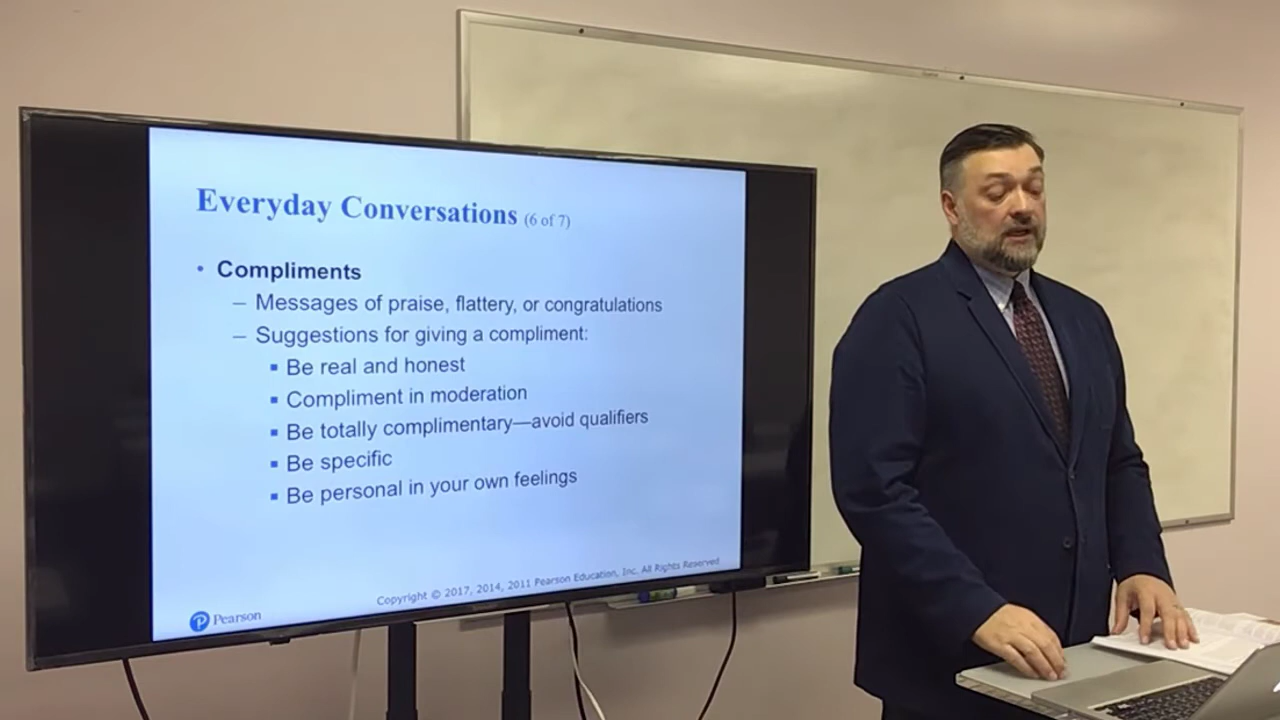 Everyday Conversations (6 of 7)
• Compliments
– Messages of praise, flattery, or congratulations
– Suggestions for giving a compliment:
▪ Be real and honest
▪ Compliment in moderation
▪ Be totally complimentary—avoid qualifiers
▪ Be specific
▪ Be personal in your own feelings
Copyright © 2017, 2014, 2011 Pearson Education, Inc. All Rights Reserved
Pearson